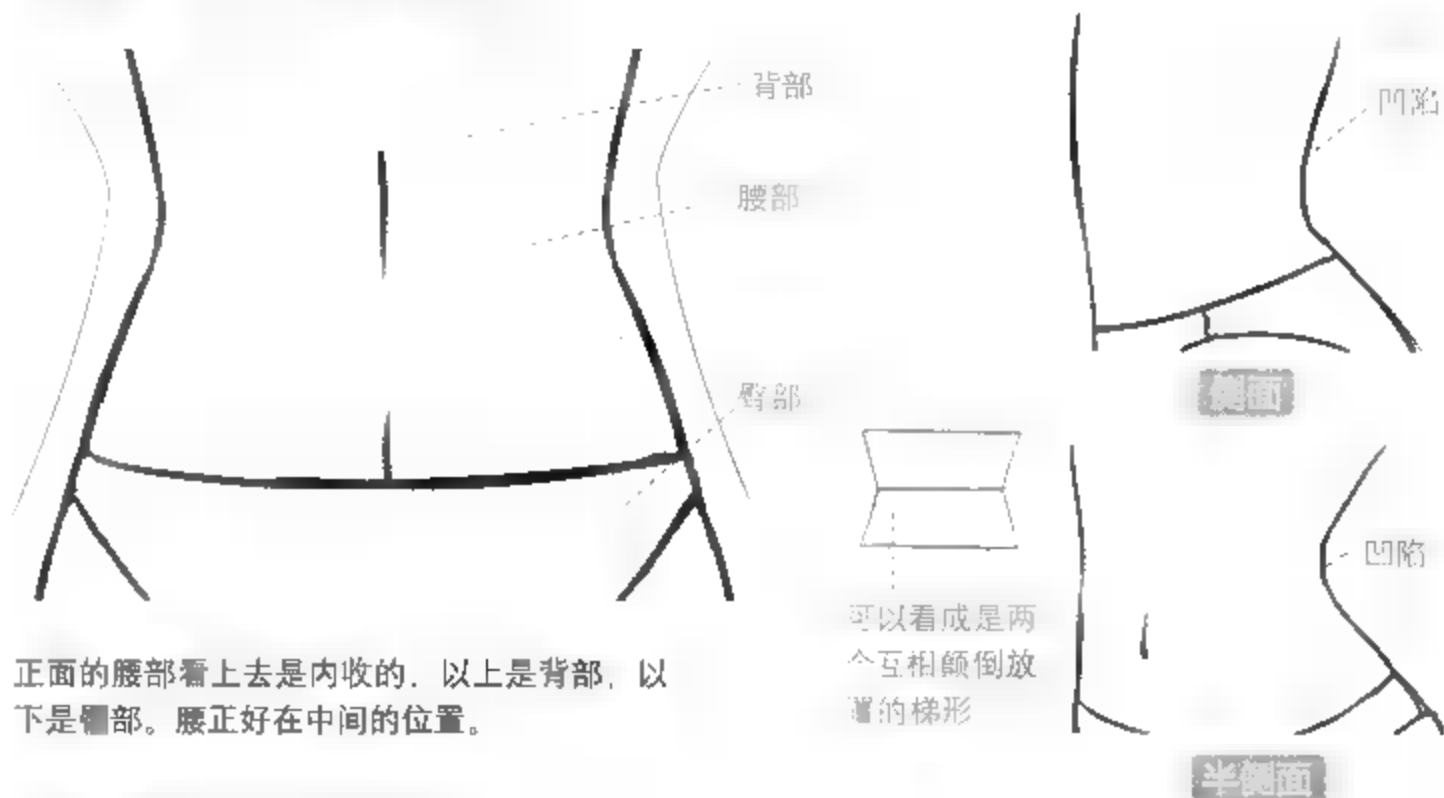 背部
腰部
臀部
凹陷
侧面
凹陷
半侧面
可以看成是两
个互相颠倒放
置的梯形
正面的腰部看上去是内收的．以上是背部，以
下是部。腰正好在中间的位置。